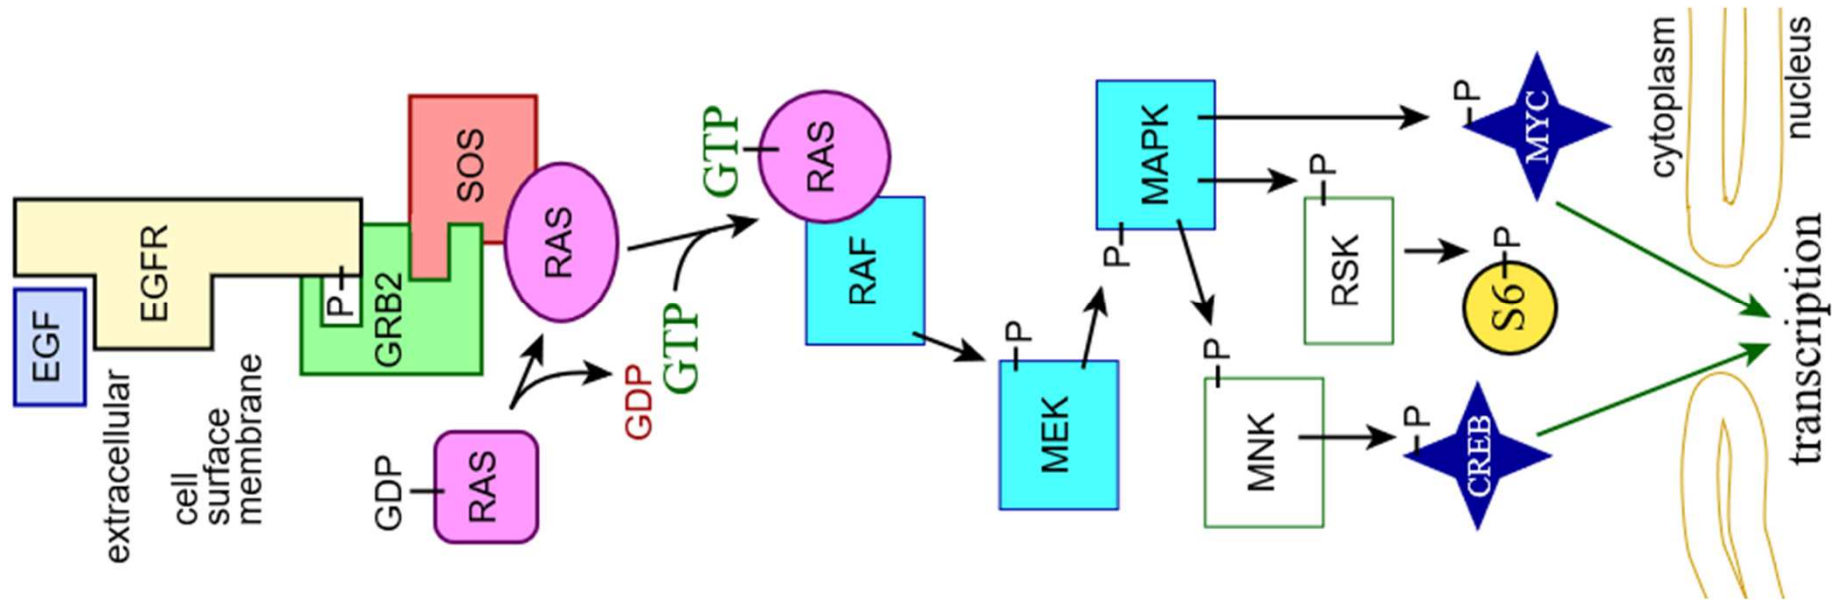 EGF
EGFR
extracellular
cell
surface
membrane
P
GRB2
SOS
RAS
GDP
RAS
GDP
GTP
GTP
RAS
RAF
P
MEK
P
MAPK
P
MNK
P
RSK
P
CREB
P
S6
P
MYC
cytoplasm
nucleus
transcription